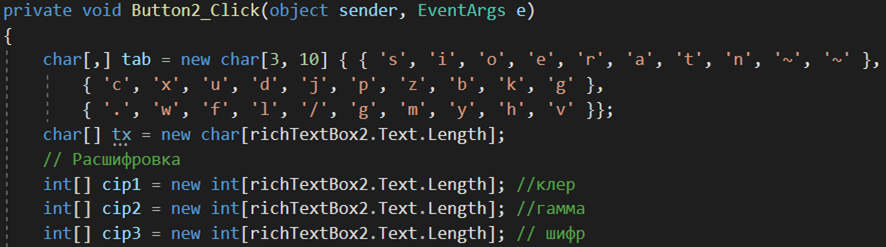 private void Button2_Click(object sender, EventArgs e)
{
char[,] tab = new char[3, 10] { { 's', 'i', 'o', 'e', 'r', 'a', 't', 'n', '~', '~' },
{ 'c', 'x', 'u', 'd', 'j', 'p', 'z', 'b', 'k', 'g' },
{ '.', 'w', 'f', 'l', '/', 'g', 'm', 'y', 'h', 'v' }};
char[] tx = new char[richTextBox2.Text.Length];
// Расшифровка
int[] cip1 = new int[richTextBox2.Text.Length]; //клер
int[] cip2 = new int[richTextBox2.Text.Length]; //гамма
int[] cip3 = new int[richTextBox2.Text.Length]; // шифр